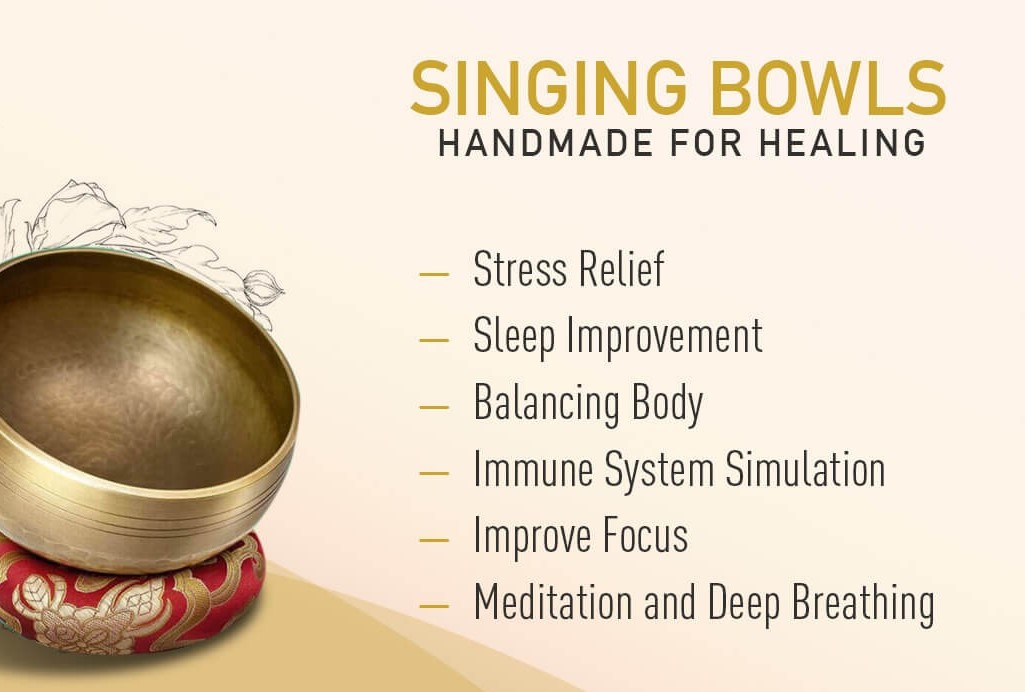 SINGING BOWLS
HANDMADE FOR HEALING
— Stress Relief
— Sleep Improvement
— Balancing Body
— Immune System Simulation
— Improve Focus
— Meditation and Deep Breathing